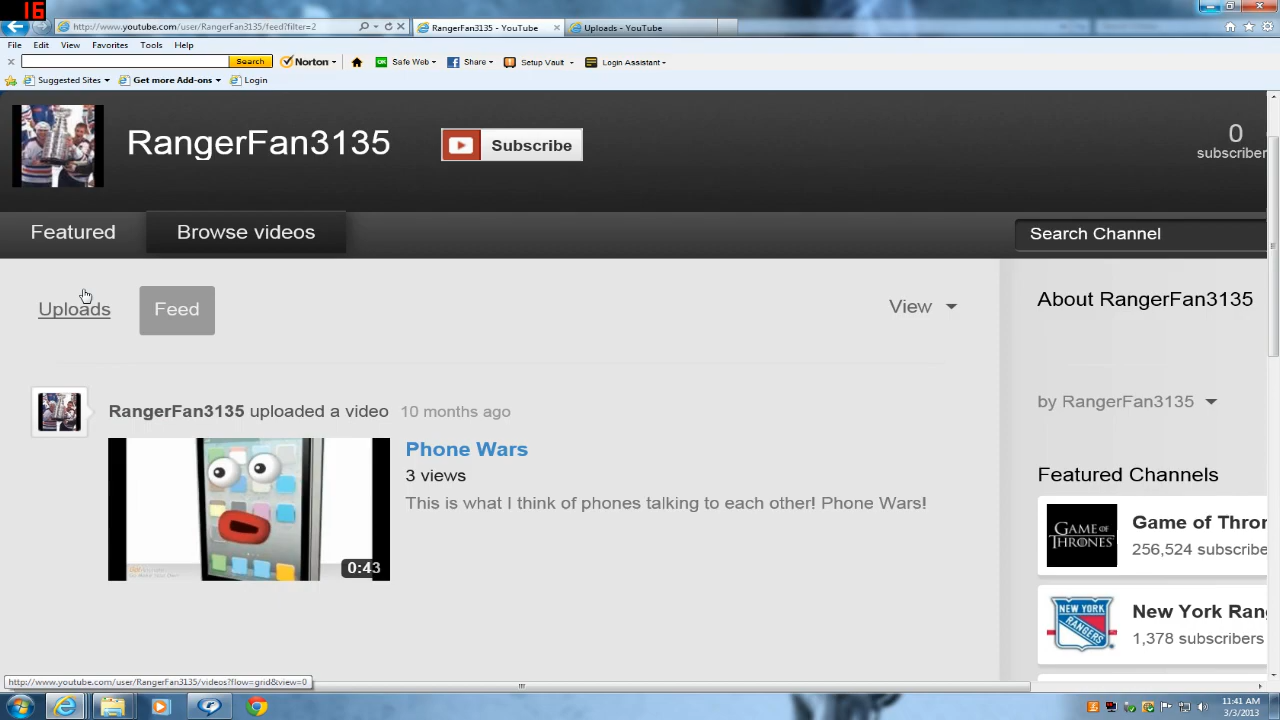 16
http://www.youtube.com/user/RangerFan3135/feed?filter=2
RangerFan3135 - YouTube
Uploads - YouTube
File Edit View Favorites Tools Help
Search Norton Safe Web Share Setup Vault Login Assistant
Suggested Sites Get more Add-ons Login
RangerFan3135
Subscribe
0
subscriber
Featured
Browse videos
Search Channel
Uploads
Feed
View
About RangerFan3135
by RangerFan3135
RangerFan3135 uploaded a video 10 months ago
Phone Wars
3 views
This is what I think of phones talking to each other! Phone Wars!
0:43
Featured Channels
GAME OF THRONES
Game of Thron
256,524 subscribe
NEW YORK RANGERS
New York Ran
1,378 subscribers
http://www.youtube.com/user/RangerFan3135/videos?flow=grid&view=0
11:41 AM
3/3/2013